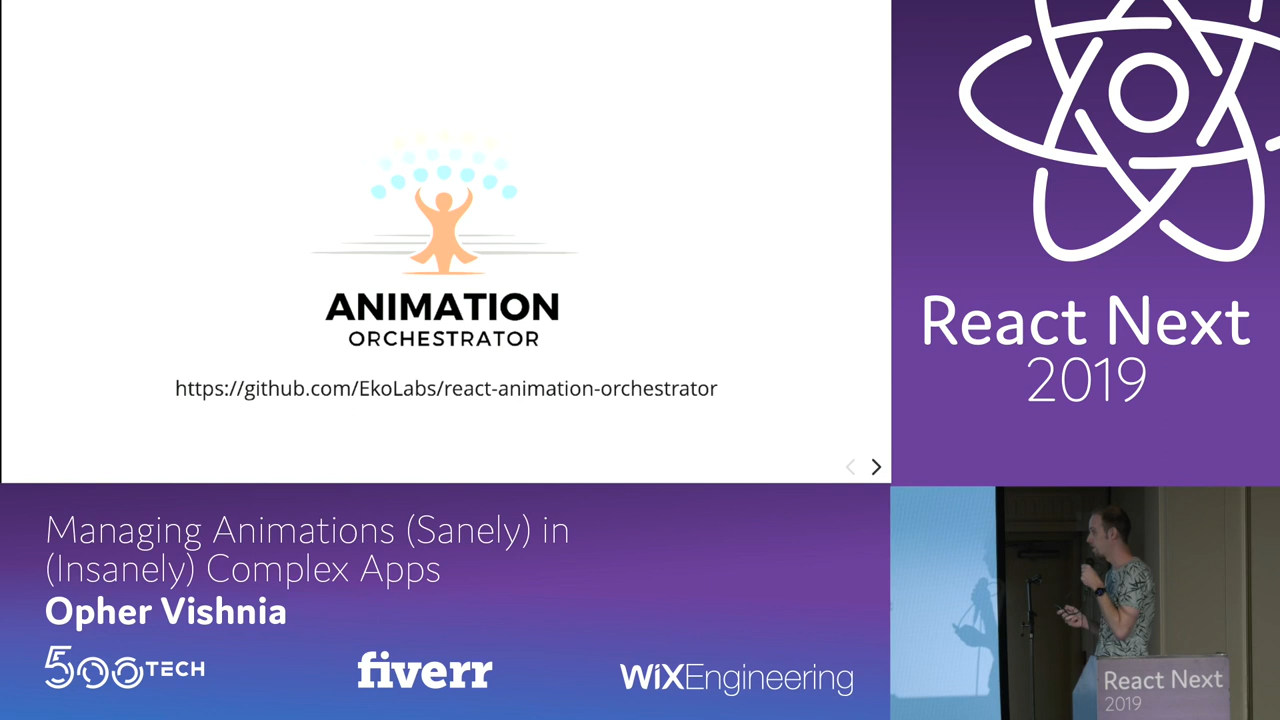 ANIMATION
ORCHESTRATOR
https://github.com/EkoLabs/react-animation-orchestrator
React Next
2019
Managing Animations (Sanely) in
(Insanely) Complex Apps
Opher Vishnia
500TECH
fiverr
WiXEngineering
React Next
2019